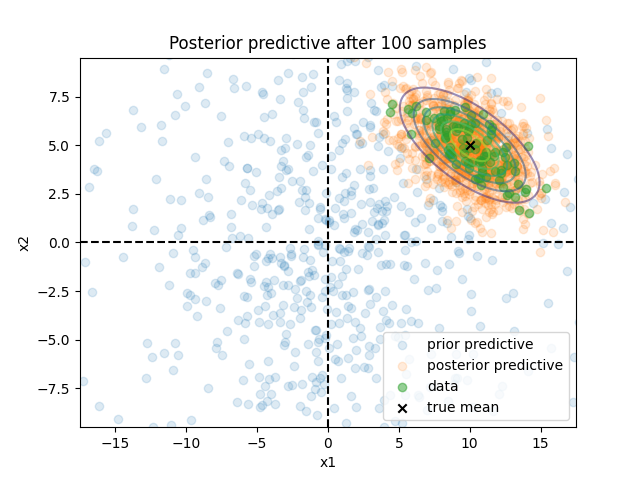 Posterior predictive after 100 samples
x2
7.5
5.0
2.5
0.0
−2.5
−5.0
−7.5
−15
−10
−5
0
5
10
15
x1
prior predictive
posterior predictive
data
true mean